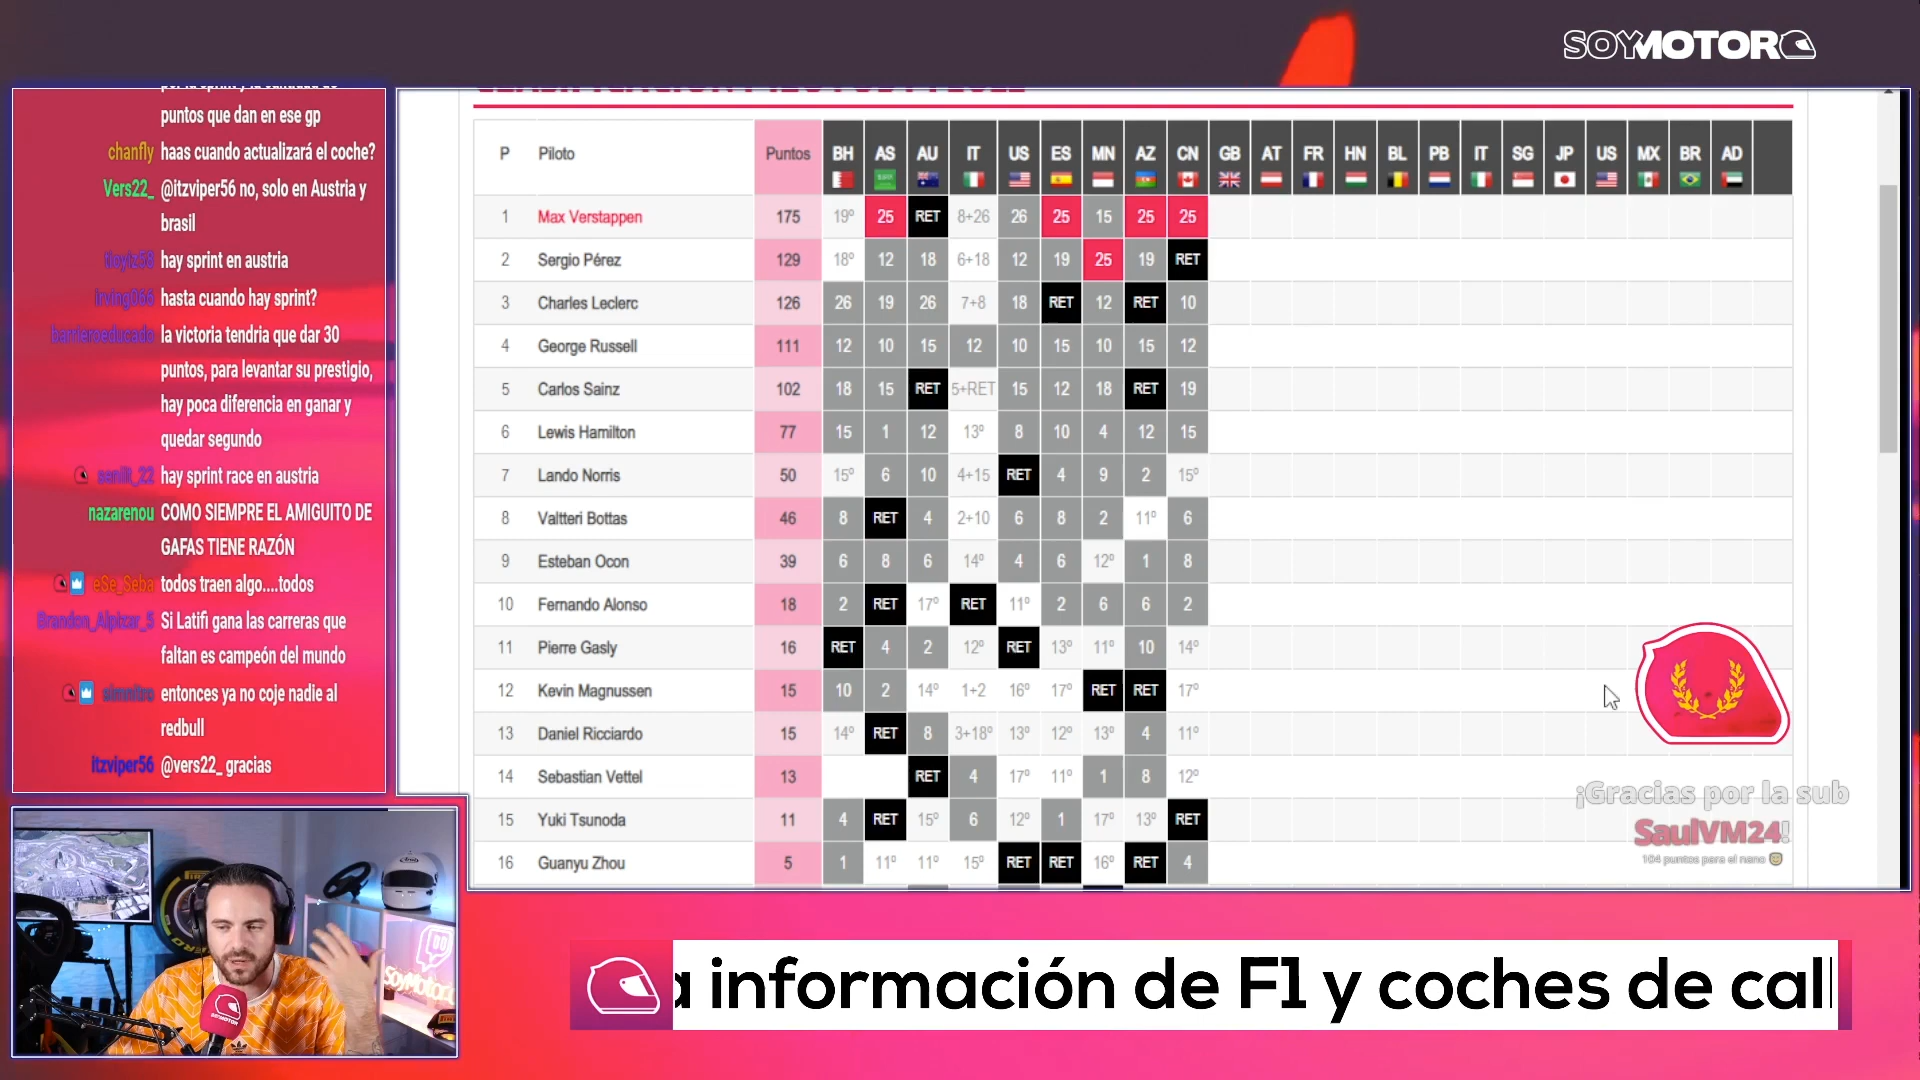 SOYMOTOR
puntos que dan en ese gp
chanfly haas cuando actualizará el coche?
Vers22_ @itzviper56 no, solo en Austria y
brasil
hay sprint en austria
irving066 hasta cuando hay sprint?
barrieroeducado la victoria tendria que dar 30
puntos, para levantar su prestigio,
hay poca diferencia en ganar y
quedar segundo
hay sprint race en austria
nazarenou COMO SIEMPRE EL AMIGUITO DE
GAFAS TIENE RAZÓN
eSe_Seba todos traen algo....todos
Brandon_Alpizar_5 Si Latifi gana las carreras que
faltan es campeón del mundo
entonces ya no coje nadie al
redbull
itzviper56 @vers22_ gracias
P Piloto Puntos BH AS AU IT US ES MN AZ CN GB AT FR HN BL PB IT SG JP US MX BR AD
1 Max Verstappen 175 19º 25 RET 8+26 26 25 15 25 25
2 Sergio Pérez 129 18º 12 18 6+18 12 19 25 19 RET
3 Charles Leclerc 126 26 19 26 7+8 18 RET 12 RET 10
4 George Russell 111 12 10 15 12 10 15 10 15 12
5 Carlos Sainz 102 18 15 RET 5+RET 15 12 18 RET 19
6 Lewis Hamilton 77 15 1 12 13º 8 10 4 12 15
7 Lando Norris 50 15º 6 10 4+15 RET 4 9 2 15º
8 Valtteri Bottas 46 8 RET 4 2+10 6 8 2 11º 6
9 Esteban Ocon 39 6 8 6 14º 4 6 12º 1 8
10 Fernando Alonso 18 2 RET 17º RET 11º 2 6 6 2
11 Pierre Gasly 16 RET 4 2 12º RET 13º 11º 10 14º
12 Kevin Magnussen 15 10 2 14º 1+2 16º 17º RET RET 17º
13 Daniel Ricciardo 15 14º RET 8 3+18º 13º 12º 13º 4 11º
14 Sebastian Vettel 13 RET 4 17º 11º 1 8 12º
15 Yuki Tsunoda 11 4 RET 15º 6 12º 1 17º 13º RET
16 Guanyu Zhou 5 1 11º 11º 15º RET RET 16º RET 4
¡Gracias por la sub
SaulVM24!
104 puntos para el nano
SoyMotor
SOYMOTOR
a información de F1 y coches de call